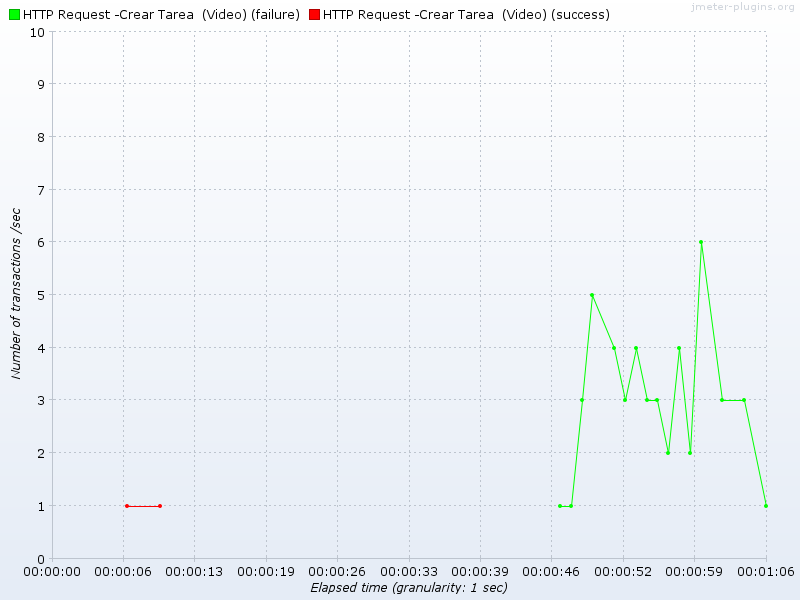 jmeter-plugins.org
HTTP Request -Crear Tarea  (Video) (failure) HTTP Request -Crear Tarea  (Video) (success)
10
9
8
7
6
5
4
3
2
1
0
Number of transactions /sec
00:00:00 00:00:06 00:00:13 00:00:19 00:00:26 00:00:33 00:00:39 00:00:46 00:00:52 00:00:59 00:01:06
Elapsed time (granularity: 1 sec)